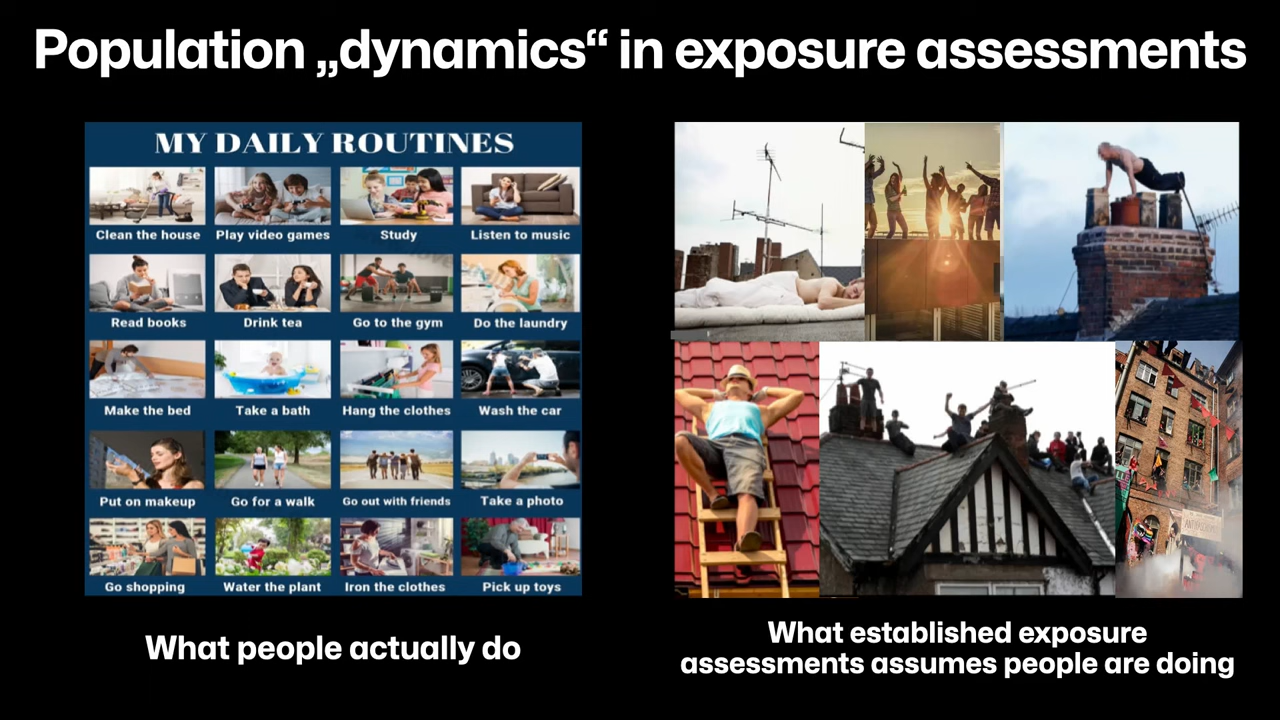 Population „dynamics“ in exposure assessments
MY DAILY ROUTINES
Clean the house
Play video games
Study
Listen to music
Read books
Drink tea
Go to the gym
Do the laundry
Make the bed
Take a bath
Hang the clothes
Wash the car
Put on makeup
Go for a walk
Go out with friends
Take a photo
Go shopping
Water the plant
Iron the clothes
Pick up toys
What people actually do
What established exposure
assessments assumes people are doing